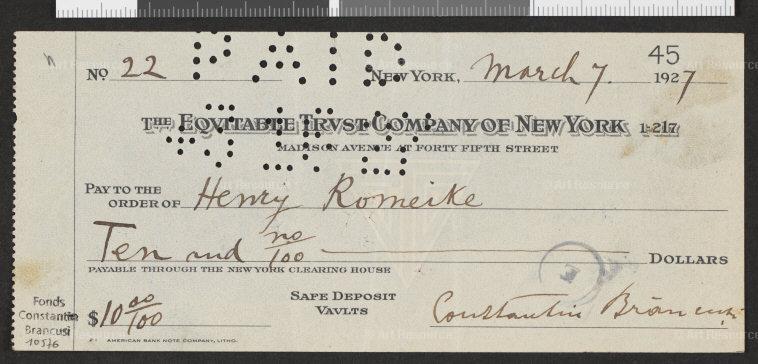 45
No 22 PAID New York, March 7. 1927
The Equitable Trust Company of New York 1-217
Madison Avenue at Forty Fifth Street
Pay to the
order of Henry Romeike
Ten and no/100 Dollars
Payable through the New York Clearing House
Fonds
Constantin
Brancusi
10576
$10 00/100
Safe Deposit
Vaults
Constantin Brancusi
American Bank Note Company, Litho.
© Art Resource